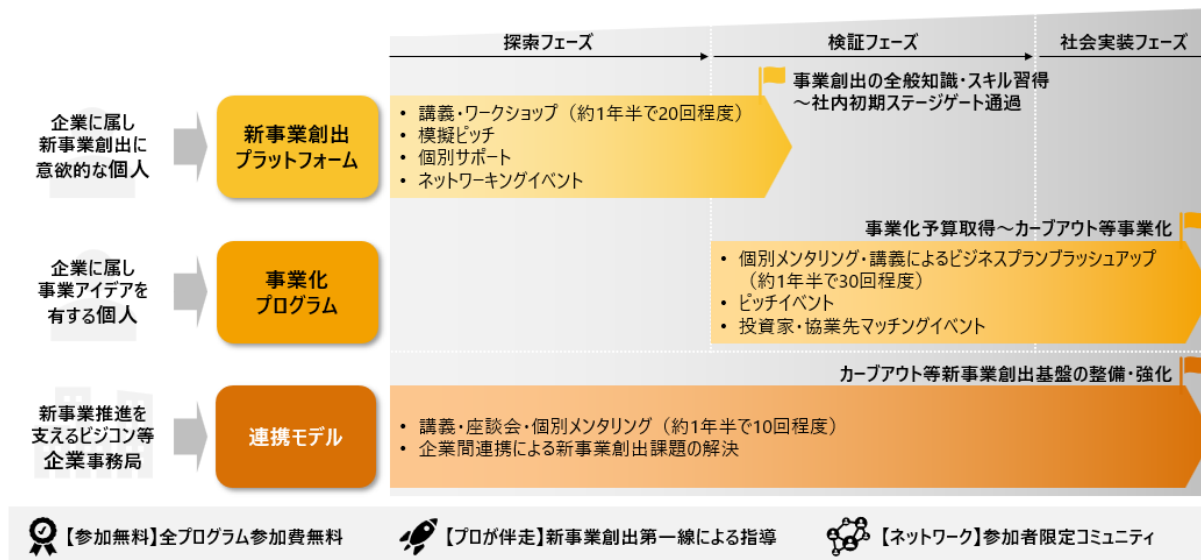 探索フェーズ
検証フェーズ
社会実装フェーズ
企業に属し
新事業創出に
意欲的な個人
新事業創出
プラットフォーム
• 講義・ワークショップ（約1年半で20回程度）
• 模擬ピッチ
• 個別サポート
• ネットワーキングイベント
事業創出の全般知識・スキル習得
～社内初期ステージゲート通過
企業に属し
事業アイデアを
有する個人
事業化
プログラム
事業化予算取得～カーブアウト等事業化
• 個別メンタリング・講義によるビジネスプランブラッシュアップ
（約1年半で30回程度）
• ピッチイベント
• 投資家・協業先マッチングイベント
新事業推進を
支えるビジコン等
企業事務局
連携モデル
カーブアウト等新事業創出基盤の整備・強化
• 講義・座談会・個別メンタリング（約1年半で10回程度）
• 企業間連携による新事業創出課題の解決
【参加無料】全プログラム参加費無料
【プロが伴走】新事業創出第一線による指導
【ネットワーク】参加者限定コミュニティ